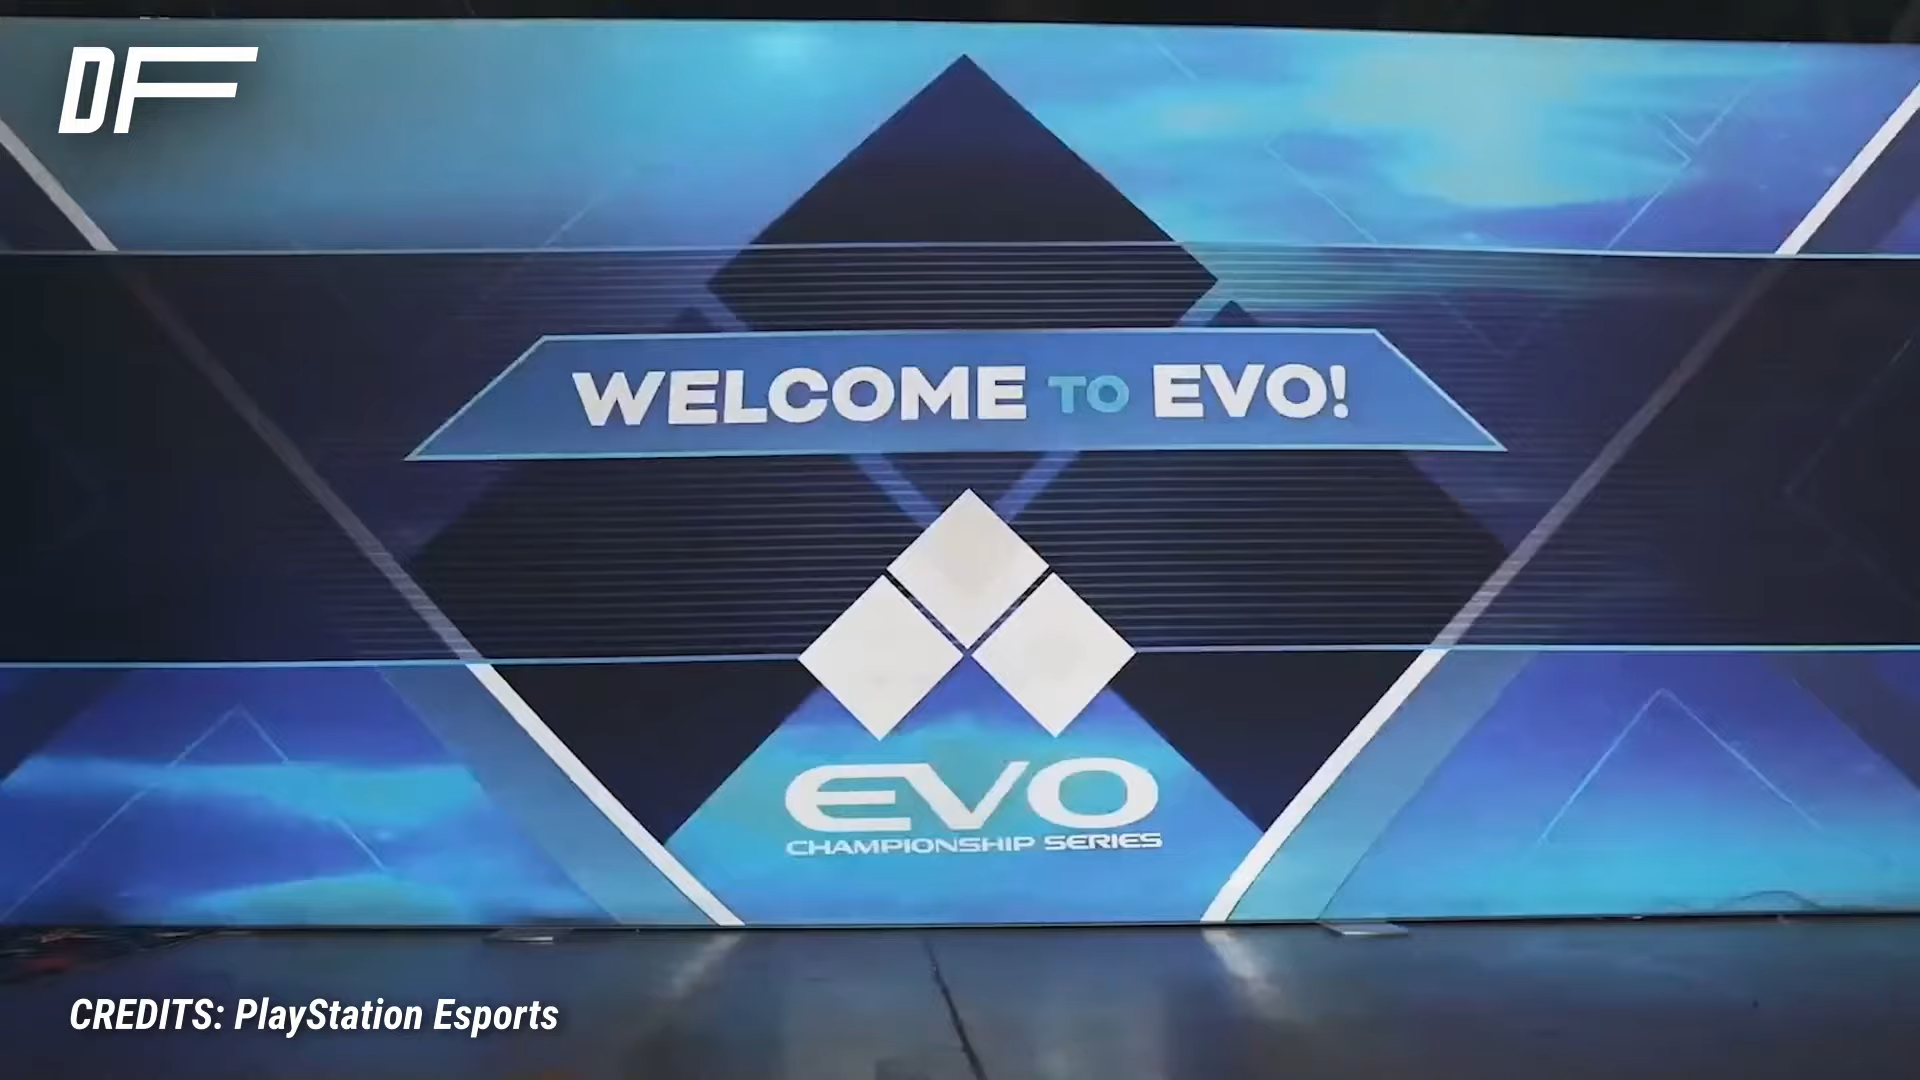 DF
WELCOME TO EVO!
EVO
CHAMPIONSHIP SERIES
CREDITS: PlayStation Esports